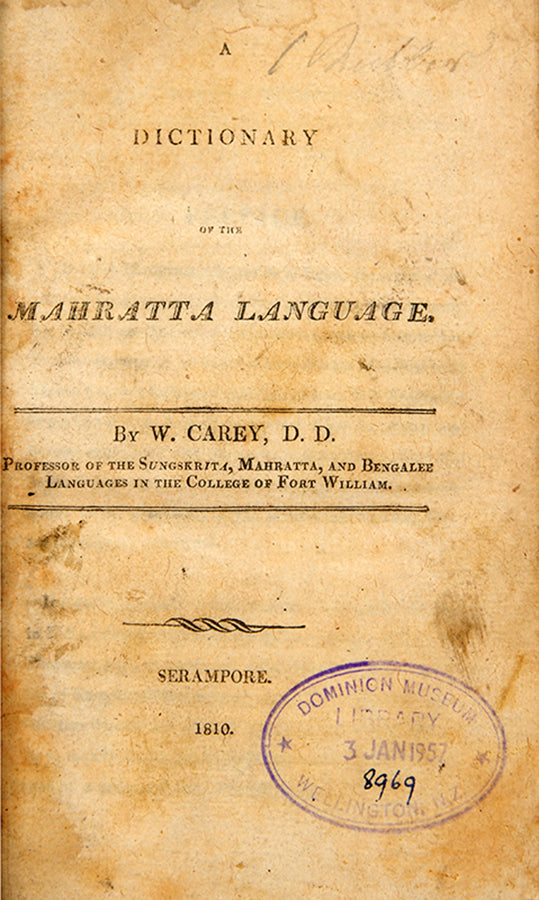 A
DICTIONARY
OF THE
MAHRATTA LANGUAGE.
By W. CAREY, D. D.
Professor of the Sungskrita, Mahratta, and Bengalee
Languages in the College of Fort William.
SERAMPORE.
1810.
DOMINION MUSEUM
LIBRARY
3 JAN 1957
8969
WELLINGTON, N.Z.